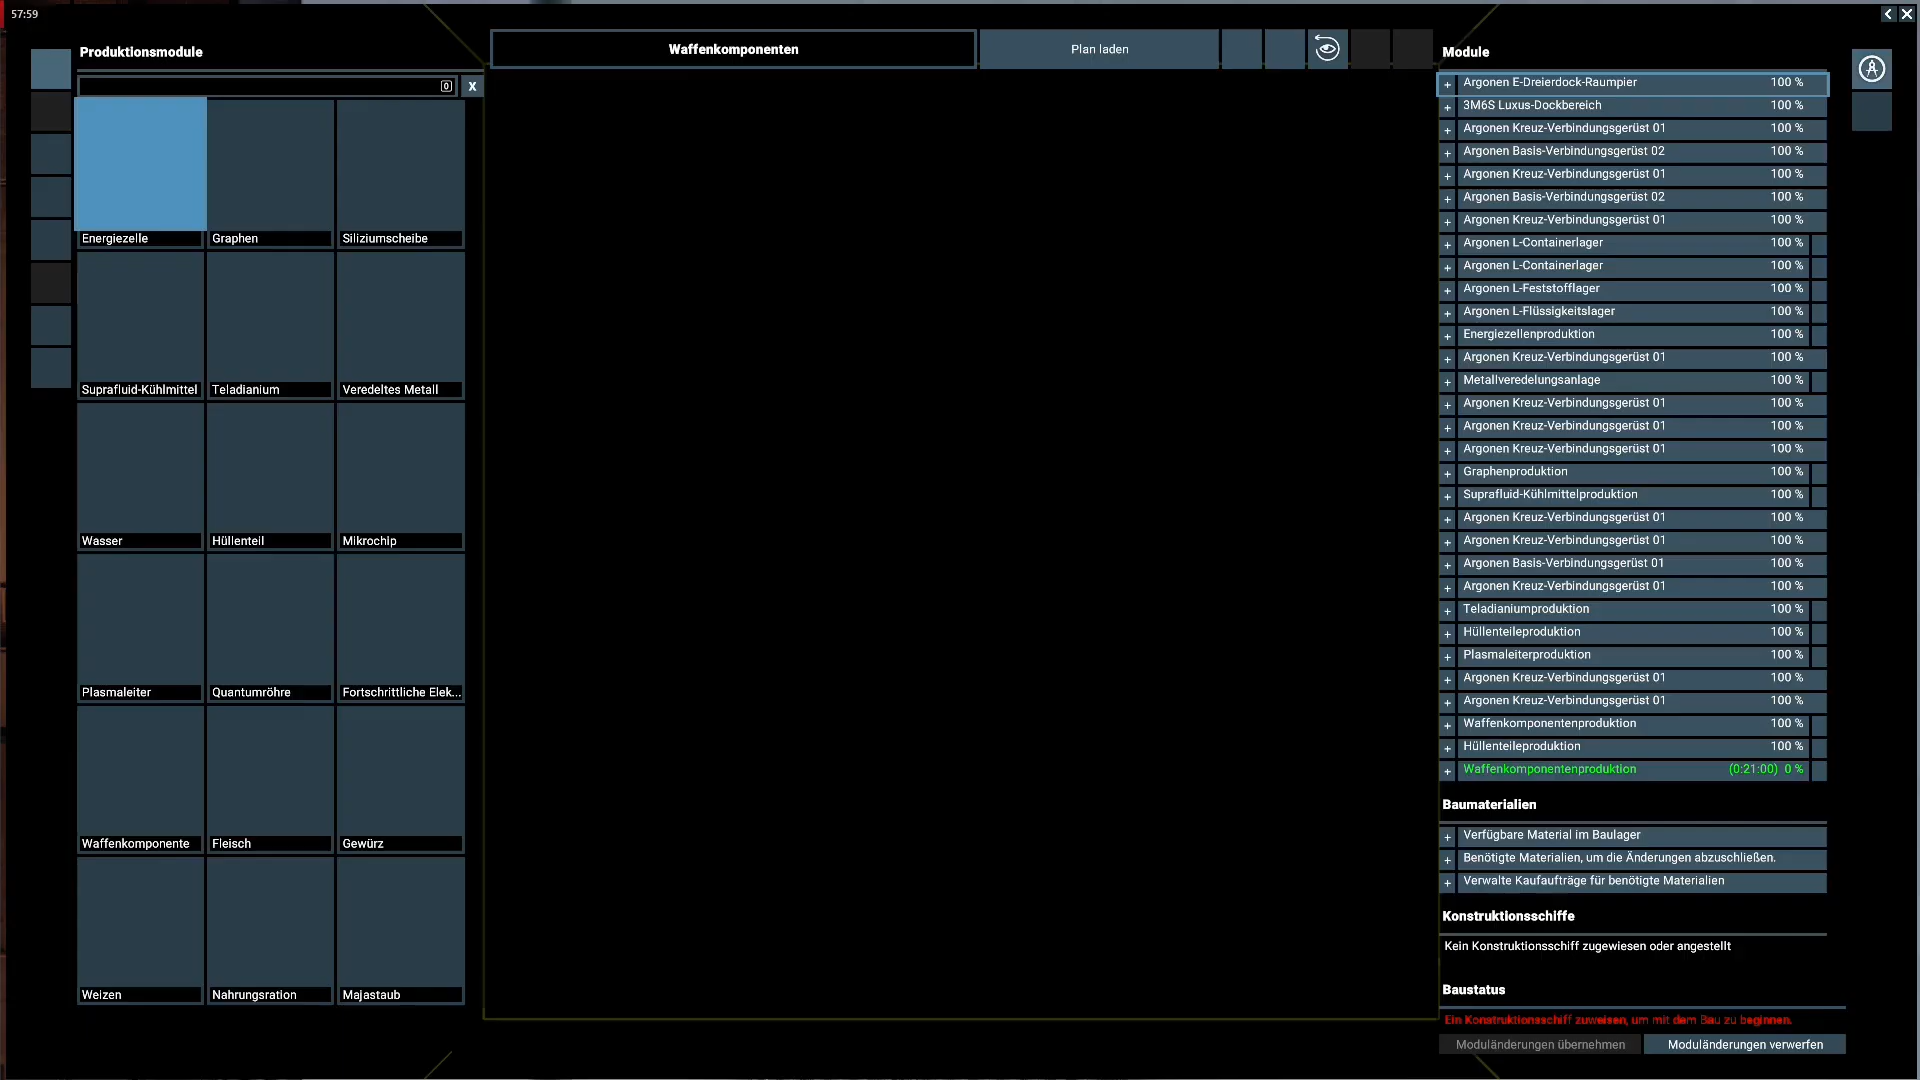 57:59
Produktionsmodule
0
x
Energiezelle
Graphen
Siliziumscheibe
Suprafluid-Kühlmittel
Teladianium
Veredeltes Metall
Wasser
Hüllenteil
Mikrochip
Plasmaleiter
Quantumröhre
Fortschrittliche Elek...
Waffenkomponente
Fleisch
Gewürz
Weizen
Nahrungsration
Majastaub
Waffenkomponenten
Plan laden
Module
+ Argonen E-Dreierdock-Raumpier 100 %
+ 3M6S Luxus-Dockbereich 100 %
+ Argonen Kreuz-Verbindungsgerüst 01 100 %
+ Argonen Basis-Verbindungsgerüst 02 100 %
+ Argonen Kreuz-Verbindungsgerüst 01 100 %
+ Argonen Basis-Verbindungsgerüst 02 100 %
+ Argonen Kreuz-Verbindungsgerüst 01 100 %
+ Argonen L-Containerlager 100 %
+ Argonen L-Containerlager 100 %
+ Argonen L-Feststofflager 100 %
+ Argonen L-Flüssigkeitslager 100 %
+ Energiezellenproduktion 100 %
+ Argonen Kreuz-Verbindungsgerüst 01 100 %
+ Metallveredelungsanlage 100 %
+ Argonen Kreuz-Verbindungsgerüst 01 100 %
+ Argonen Kreuz-Verbindungsgerüst 01 100 %
+ Argonen Kreuz-Verbindungsgerüst 01 100 %
+ Graphenproduktion 100 %
+ Suprafluid-Kühlmittelproduktion 100 %
+ Argonen Kreuz-Verbindungsgerüst 01 100 %
+ Argonen Kreuz-Verbindungsgerüst 01 100 %
+ Argonen Basis-Verbindungsgerüst 01 100 %
+ Argonen Kreuz-Verbindungsgerüst 01 100 %
+ Teladianiumproduktion 100 %
+ Hüllenteileproduktion 100 %
+ Plasmaleiterproduktion 100 %
+ Argonen Kreuz-Verbindungsgerüst 01 100 %
+ Argonen Kreuz-Verbindungsgerüst 01 100 %
+ Waffenkomponentenproduktion 100 %
+ Hüllenteileproduktion 100 %
+ Waffenkomponentenproduktion (0:21:00) 0 %
Baumaterialien
+ Verfügbare Material im Baulager
+ Benötigte Materialien, um die Änderungen abzuschließen.
+ Verwalte Kaufaufträge für benötigte Materialien
Konstruktionsschiffe
Kein Konstruktionsschiff zugewiesen oder angestellt
Baustatus
Ein Konstruktionsschiff zuweisen, um mit dem Bau zu beginnen.
Moduländerungen übernehmen
Moduländerungen verwerfen